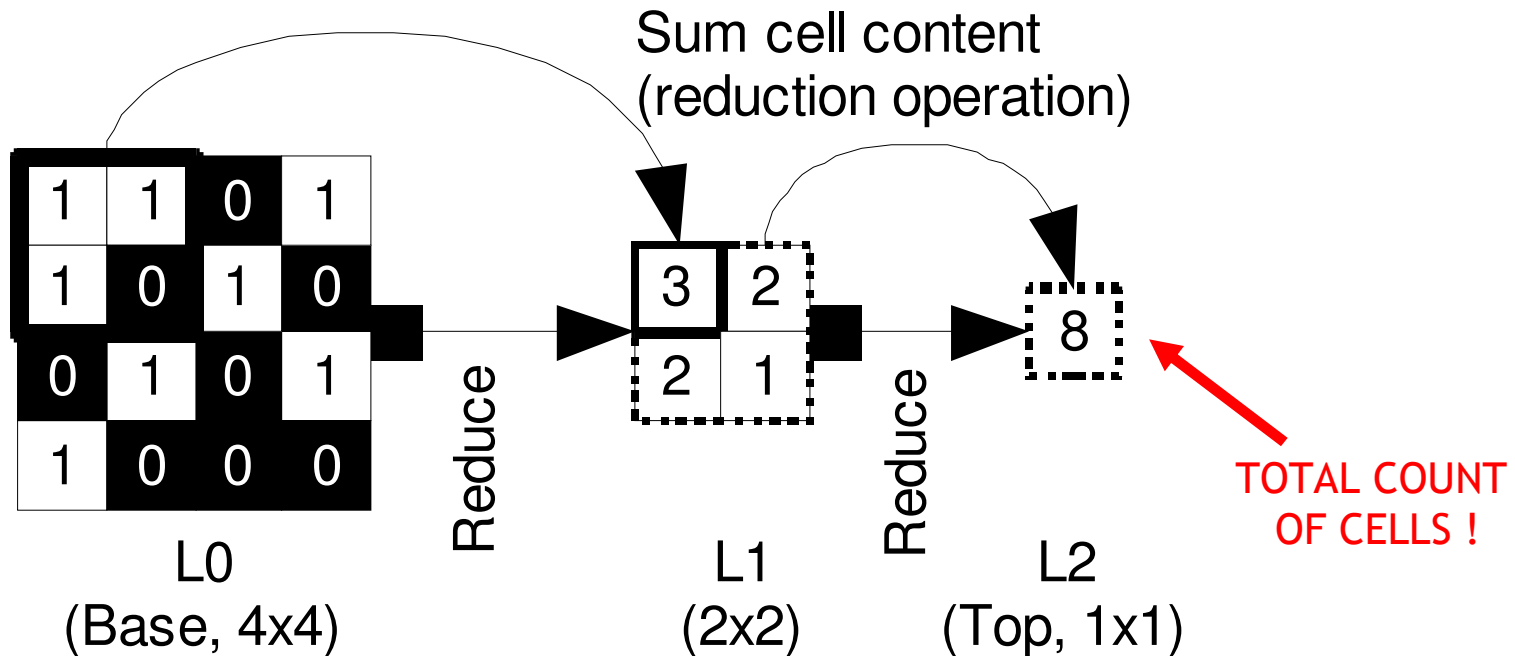 Sum cell content
(reduction operation)
1 1 0 1
1 0 1 0
0 1 0 1
1 0 0 0
3 2
2 1
8
Reduce
Reduce
TOTAL COUNT
OF CELLS !
L0
(Base, 4x4)
L1
(2x2)
L2
(Top, 1x1)